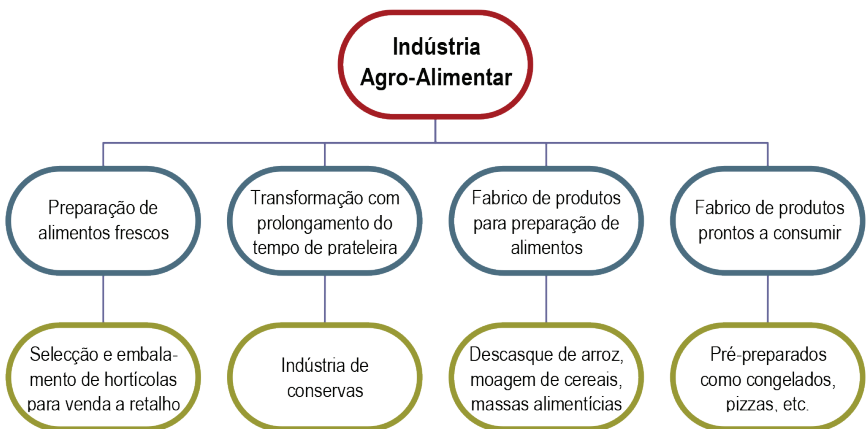 Indústria
Agro-Alimentar
Preparação de
alimentos frescos
Transformação com
prolongamento do
tempo de prateleira
Fabrico de produtos
para preparação de
alimentos
Fabrico de produtos
prontos a consumir
Selecção e embala-
mento de hortícolas
para venda a retalho
Indústria de
conservas
Descasque de arroz,
moagem de cereais,
massas alimentícias
Pré-preparados
como congelados,
pizzas, etc.